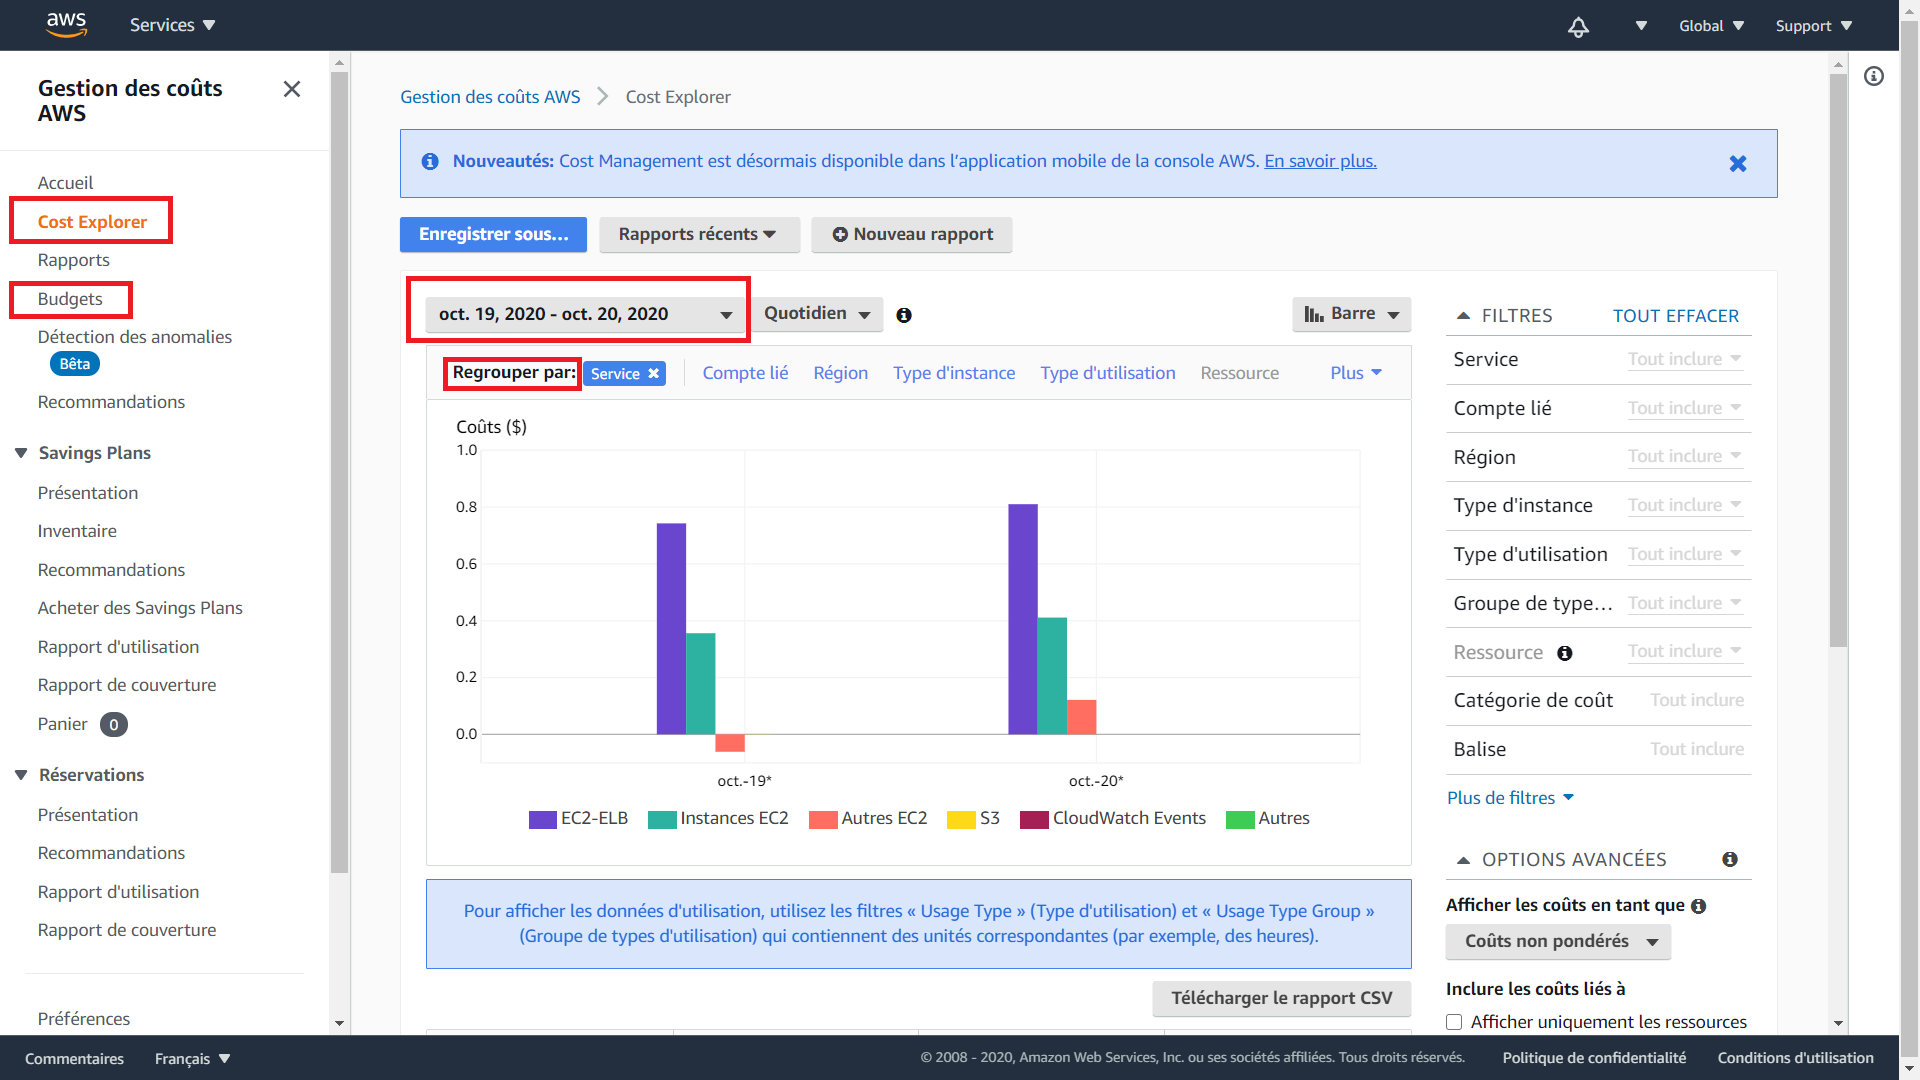 aws
Services
Global
Support
Gestion des coûts
AWS
Accueil
Cost Explorer
Rapports
Budgets
Détection des anomalies
Bêta
Recommandations
Savings Plans
Présentation
Inventaire
Recommandations
Acheter des Savings Plans
Rapport d'utilisation
Rapport de couverture
Panier 0
Réservations
Présentation
Recommandations
Rapport d'utilisation
Rapport de couverture
Préférences
Gestion des coûts AWS
Cost Explorer
Nouveautés: Cost Management est désormais disponible dans l’application mobile de la console AWS. En savoir plus.
Enregistrer sous...
Rapports récents
Nouveau rapport
oct. 19, 2020 - oct. 20, 2020
Quotidien
Barre
Regrouper par: Service
Compte lié
Région
Type d'instance
Type d'utilisation
Ressource
Plus
Coûts ($)
1.0
0.8
0.6
0.4
0.2
0.0
oct.-19*
oct.-20*
EC2-ELB
Instances EC2
Autres EC2
S3
CloudWatch Events
Autres
Pour afficher les données d'utilisation, utilisez les filtres « Usage Type » (Type d'utilisation) et « Usage Type Group »
(Groupe de types d'utilisation) qui contiennent des unités correspondantes (par exemple, des heures).
Télécharger le rapport CSV
FILTRES
TOUT EFFACER
Service Tout inclure
Compte lié Tout inclure
Région Tout inclure
Type d'instance Tout inclure
Type d'utilisation Tout inclure
Groupe de type... Tout inclure
Ressource Tout inclure
Catégorie de coût Tout inclure
Balise Tout inclure
Plus de filtres
OPTIONS AVANCÉES
Afficher les coûts en tant que
Coûts non pondérés
Inclure les coûts liés à
Afficher uniquement les ressources
Commentaires
Français
© 2008 - 2020, Amazon Web Services, Inc. ou ses sociétés affiliées. Tous droits réservés.
Politique de confidentialité
Conditions d'utilisation